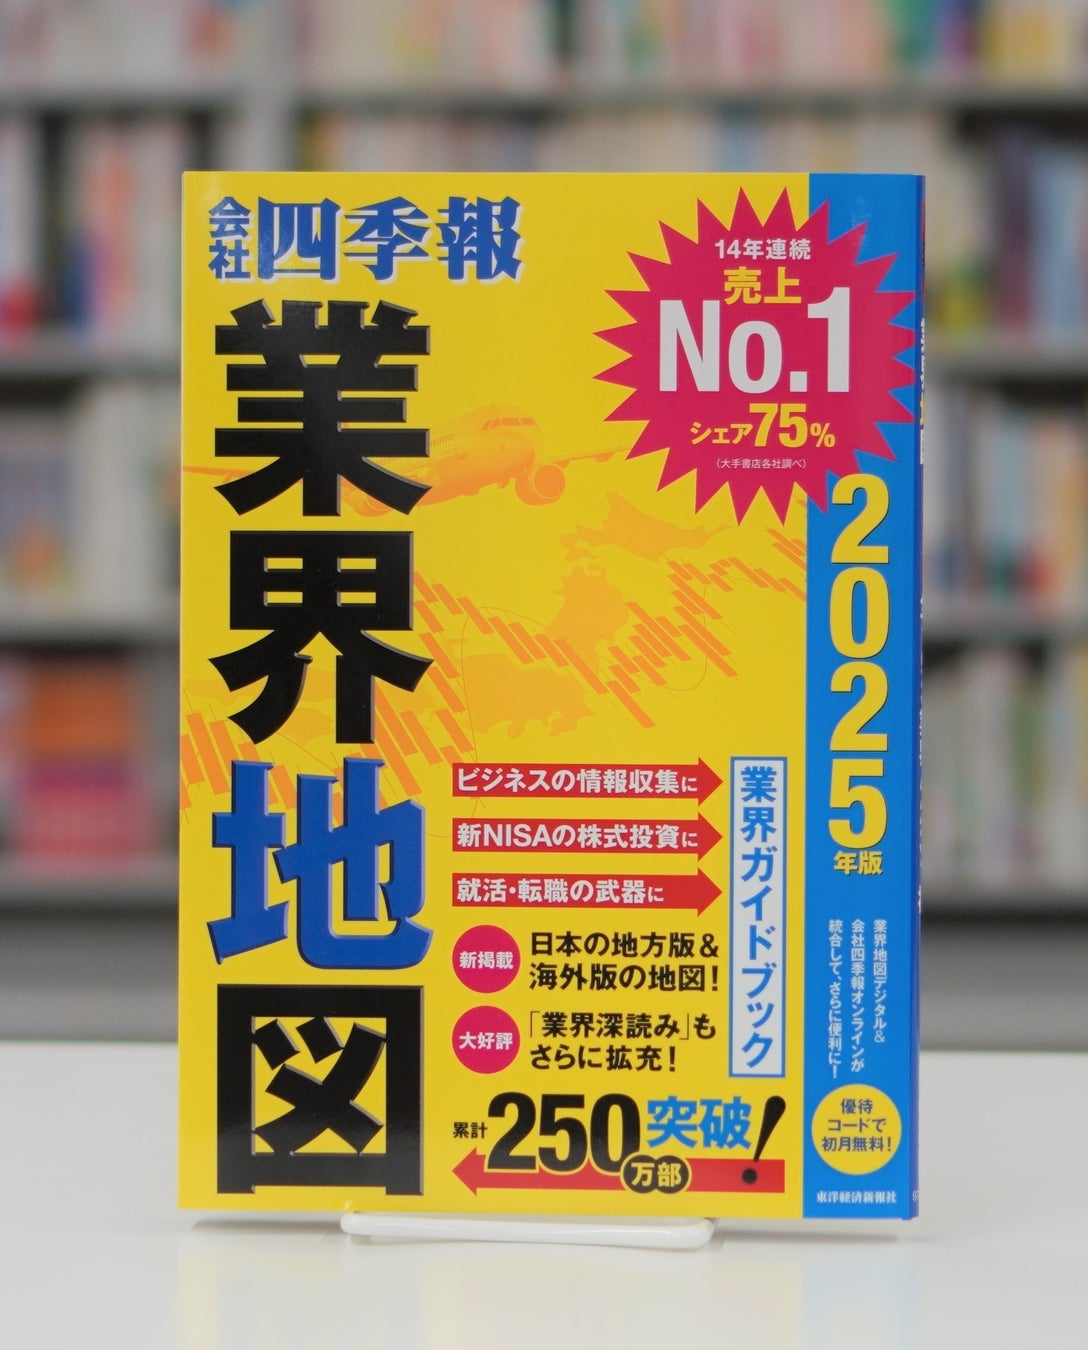 会社四季報
業界地図
14年連続
売上
No.1
シェア75%
(大手書店各社調べ)
2025
年版
ビジネスの情報収集に
新NISAの株式投資に
就活・転職の武器に
業界ガイドブック
新掲載
日本の地方版&
海外版の地図!
大好評
「業界深読み」も
さらに拡充!
累計250万部突破!
業界地図デジタル&
会社四季報オンラインが
統合して、さらに便利に!
優待
コードで
初月無料!
東洋経済新報社